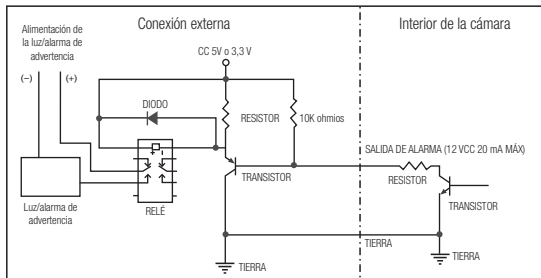 Conexión externa
Interior de la cámara
Alimentación de
la luz/alarma de
advertencia
CC 5V o 3,3 V
(−)
(+)
DIODO
RESISTOR
10K ohmios
SALIDA DE ALARMA (12 VCC 20 mA MÁX)
RESISTOR
TRANSISTOR
TRANSISTOR
Luz/alarma de
advertencia
RELÉ
TIERRA
TIERRA
TIERRA